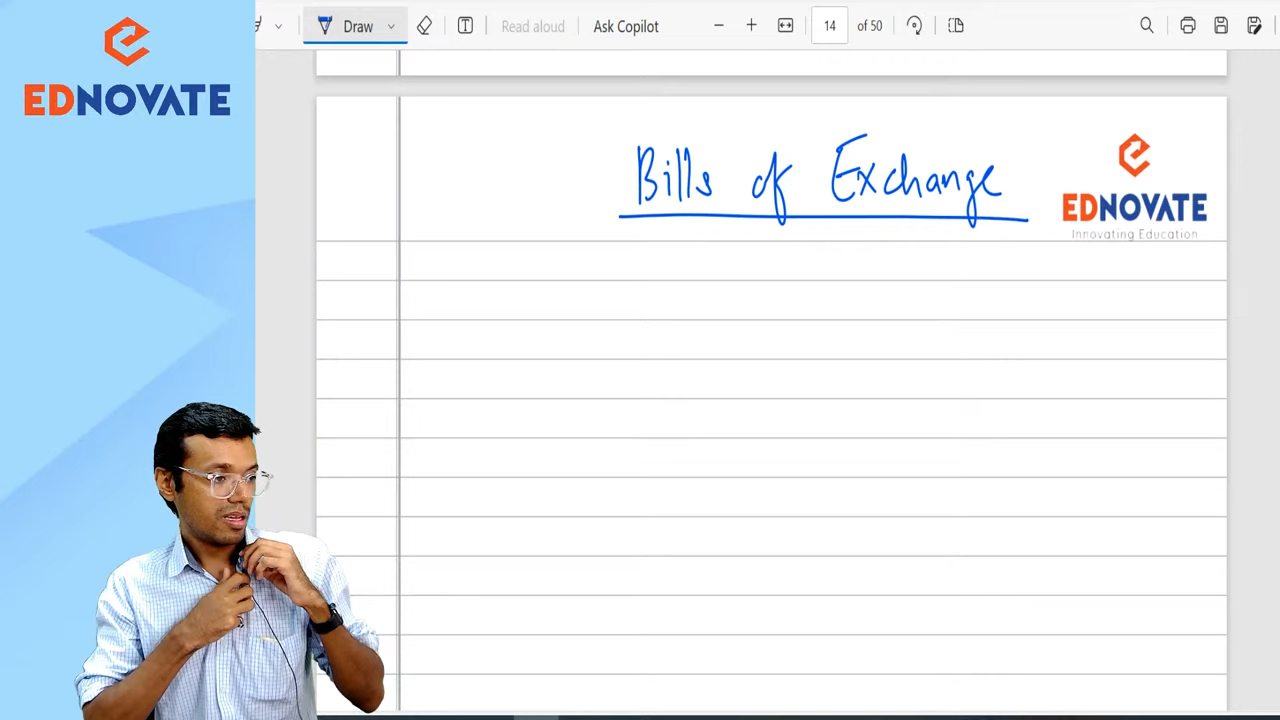 EDNOVATE
Draw
Read aloud
Ask Copilot
14 of 50
Bills of Exchange
EDNOVATE
Innovating Education